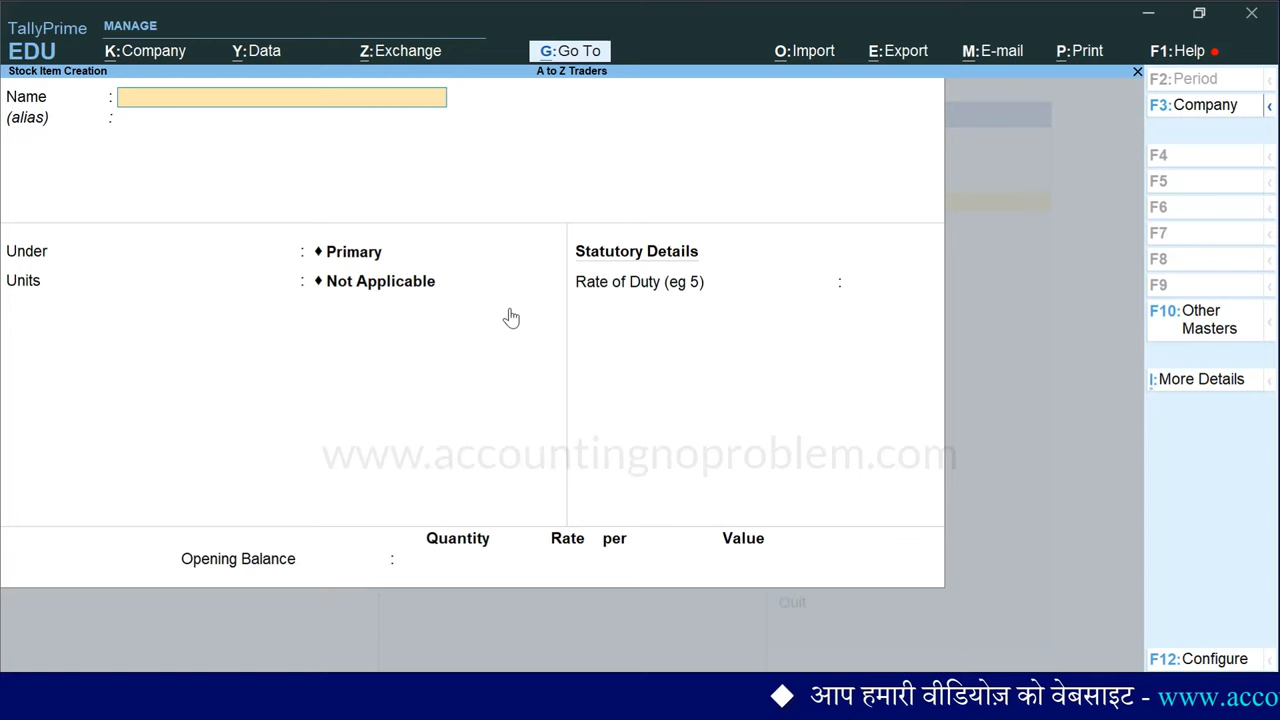 TallyPrime
EDU
MANAGE
K:Company Y:Data Z:Exchange G:Go To O:Import E:Export M:E-mail P:Print F1:Help
Stock Item Creation A to Z Traders
Name :
(alias) :
Under : ♦ Primary
Units : ♦ Not Applicable
Statutory Details
Rate of Duty (eg 5) :
www.accountingnoproblem.com
Quantity Rate per Value
Opening Balance :
Quit
F2:Period
F3:Company
F4
F5
F6
F7
F8
F9
F10:Other
Masters
I:More Details
F12:Configure
◆ आप हमारी वीडियोज़ को वेबसाइट - www.acco